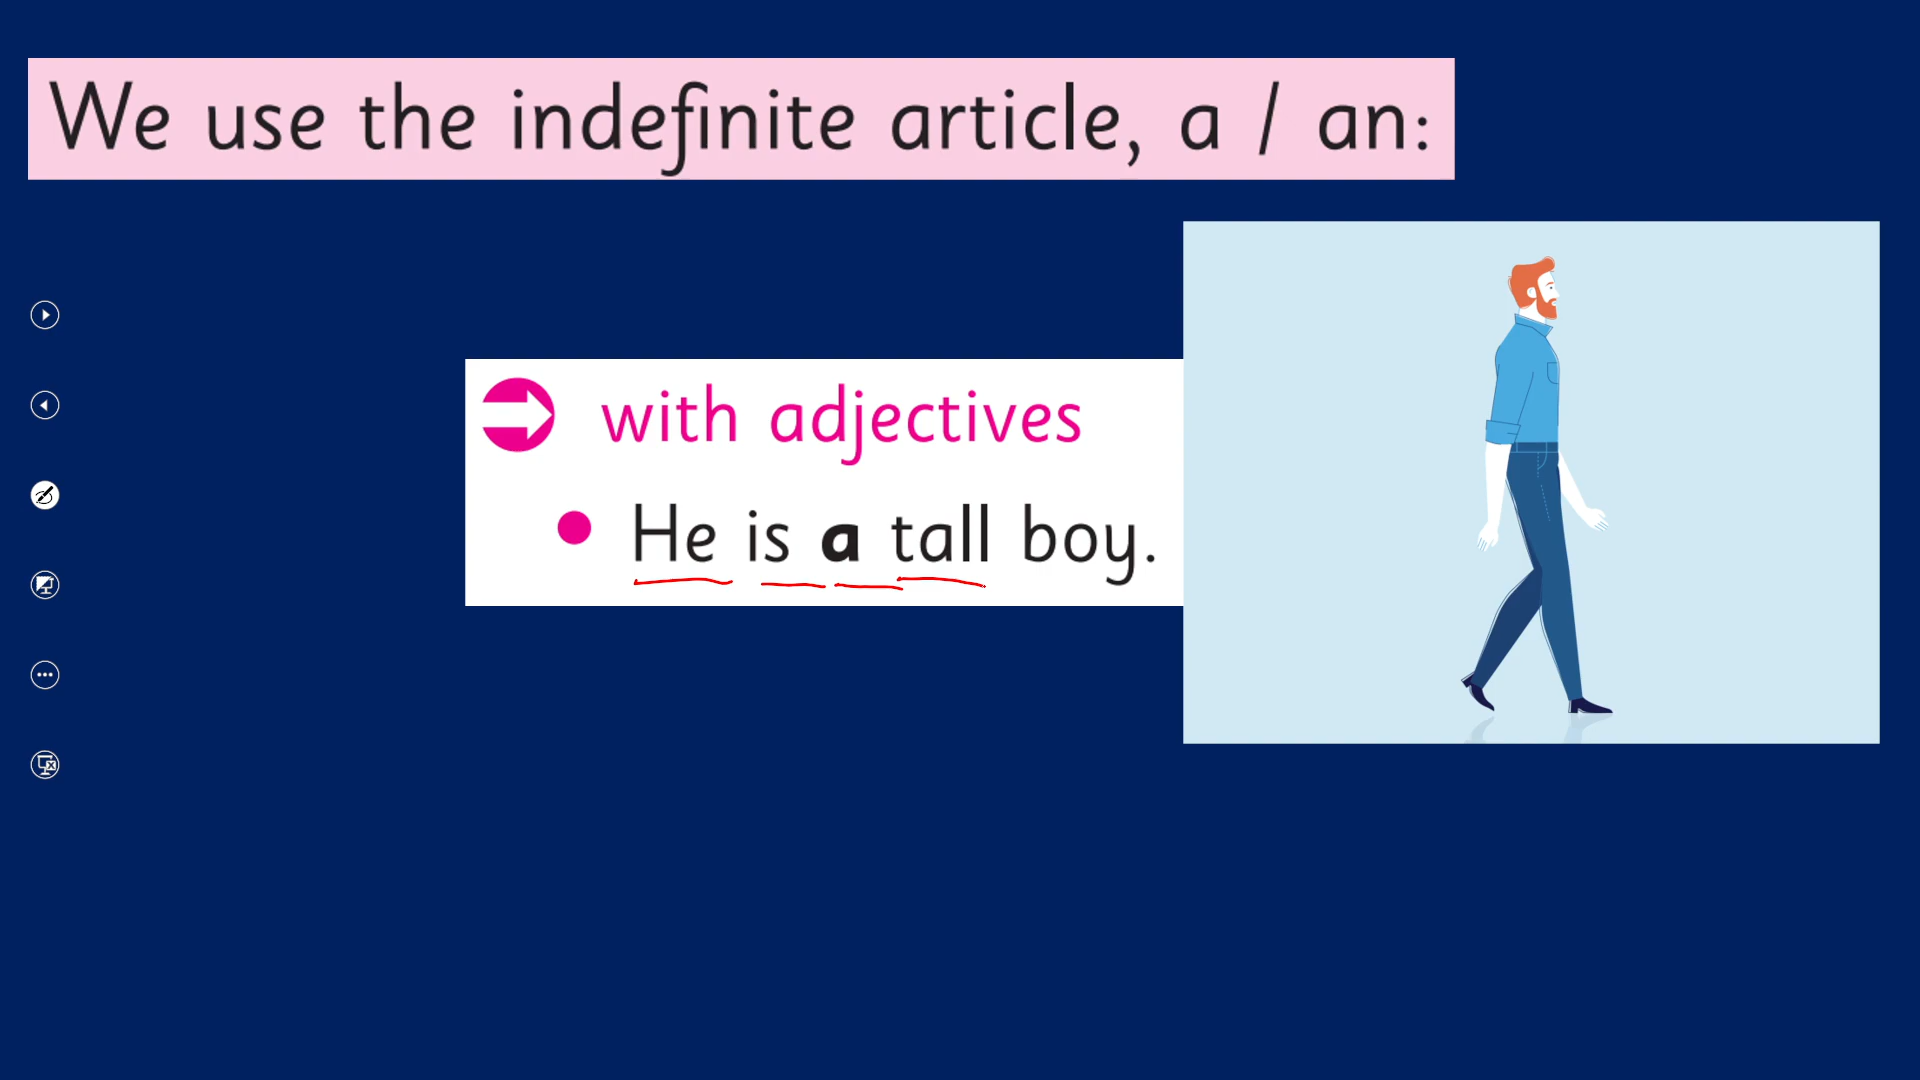 We use the indefinite article, a / an:
with adjectives
He is a tall boy.